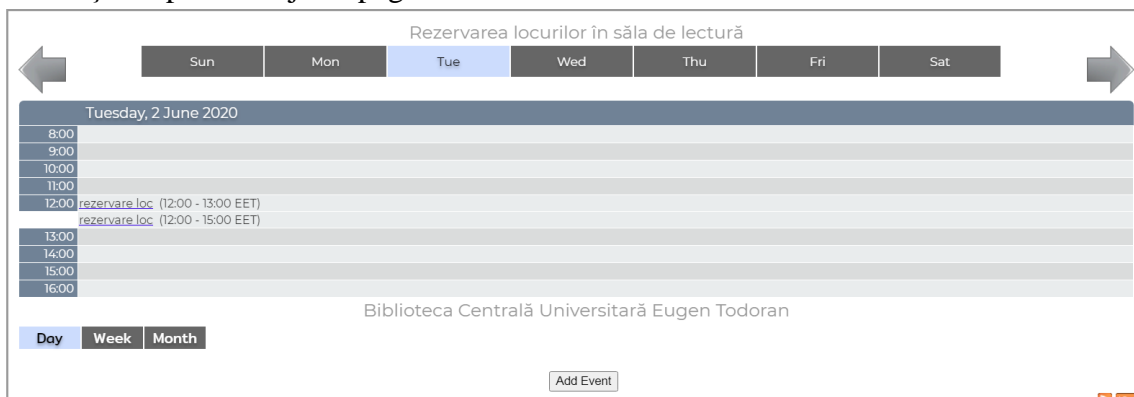 Rezervarea locurilor în săla de lectură
Sun Mon Tue Wed Thu Fri Sat
Tuesday, 2 June 2020
8:00
9:00
10:00
11:00
12:00 rezervare loc (12:00 - 13:00 EET)
rezervare loc (12:00 - 15:00 EET)
13:00
14:00
15:00
16:00
Biblioteca Centrală Universitară Eugen Todoran
Day Week Month
Add Event